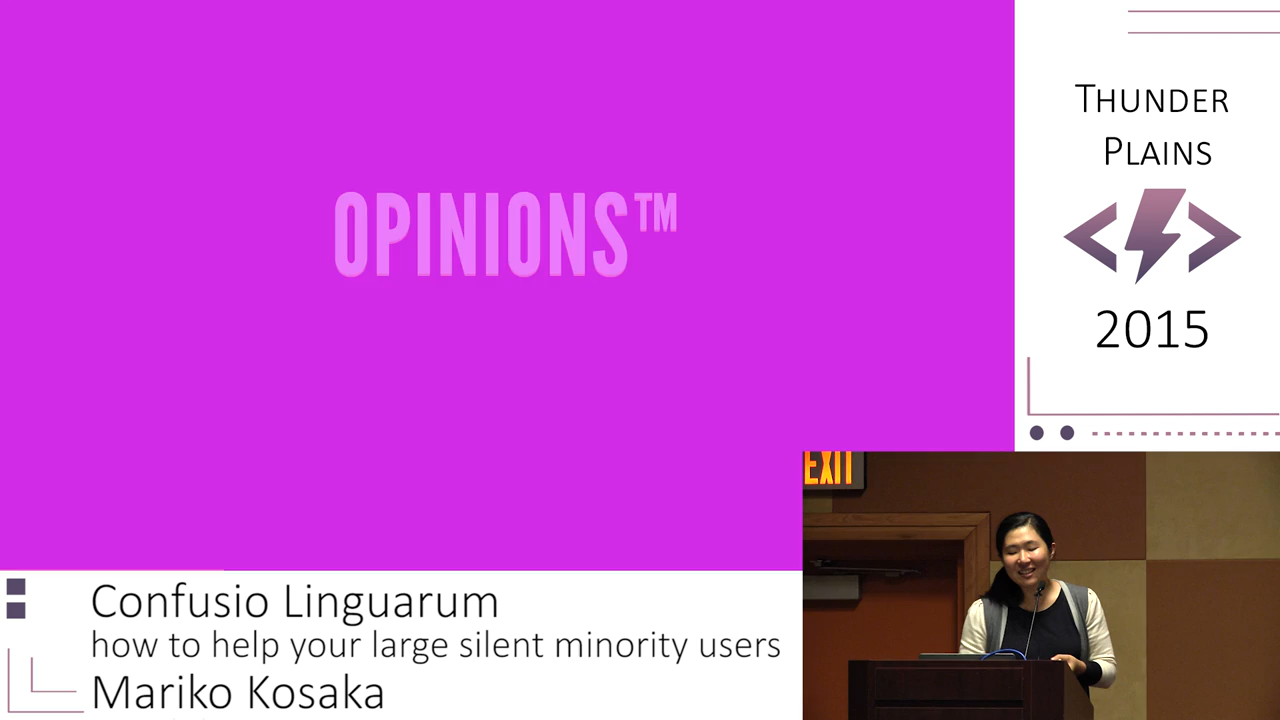 OPINIONS™
THUNDER
PLAINS
2015
EXIT
Confusio Linguarum
how to help your large silent minority users
Mariko Kosaka